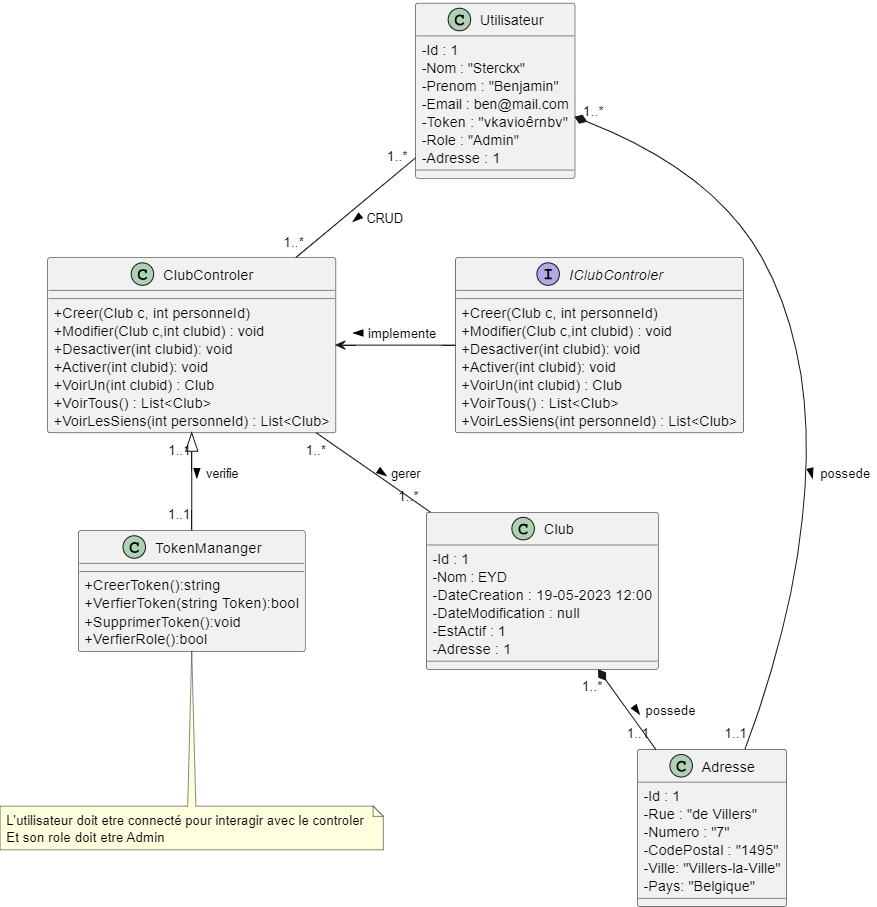 C Utilisateur
-Id : 1
-Nom : "Sterckx"
-Prenom : "Benjamin"
-Email : ben@mail.com
-Token : "vkavioêrnbv"
-Role : "Admin"
-Adresse : 1
1..*
1..*
CRUD
1..*
C ClubControler
+Creer(Club c, int personneId)
+Modifier(Club c,int clubid) : void
+Desactiver(int clubid): void
+Activer(int clubid): void
+VoirUn(int clubid) : Club
+VoirTous() : List<Club>
+VoirLesSiens(int personneId) : List<Club>
implemente
I IClubControler
+Creer(Club c, int personneId)
+Modifier(Club c,int clubid) : void
+Desactiver(int clubid): void
+Activer(int clubid): void
+VoirUn(int clubid) : Club
+VoirTous() : List<Club>
+VoirLesSiens(int personneId) : List<Club>
1..1
verifie
1..1
1..*
gerer
1..*
possede
C TokenMananger
+CreerToken():string
+VerfierToken(string Token):bool
+SupprimerToken():void
+VerfierRole():bool
C Club
-Id : 1
-Nom : EYD
-DateCreation : 19-05-2023 12:00
-DateModification : null
-EstActif : 1
-Adresse : 1
1..*
possede
1..1
1..1
C Adresse
-Id : 1
-Rue : "de Villers"
-Numero : "7"
-CodePostal : "1495"
-Ville: "Villers-la-Ville"
-Pays: "Belgique"
L'utilisateur doit etre connecté pour interagir avec le controler
Et son role doit etre Admin